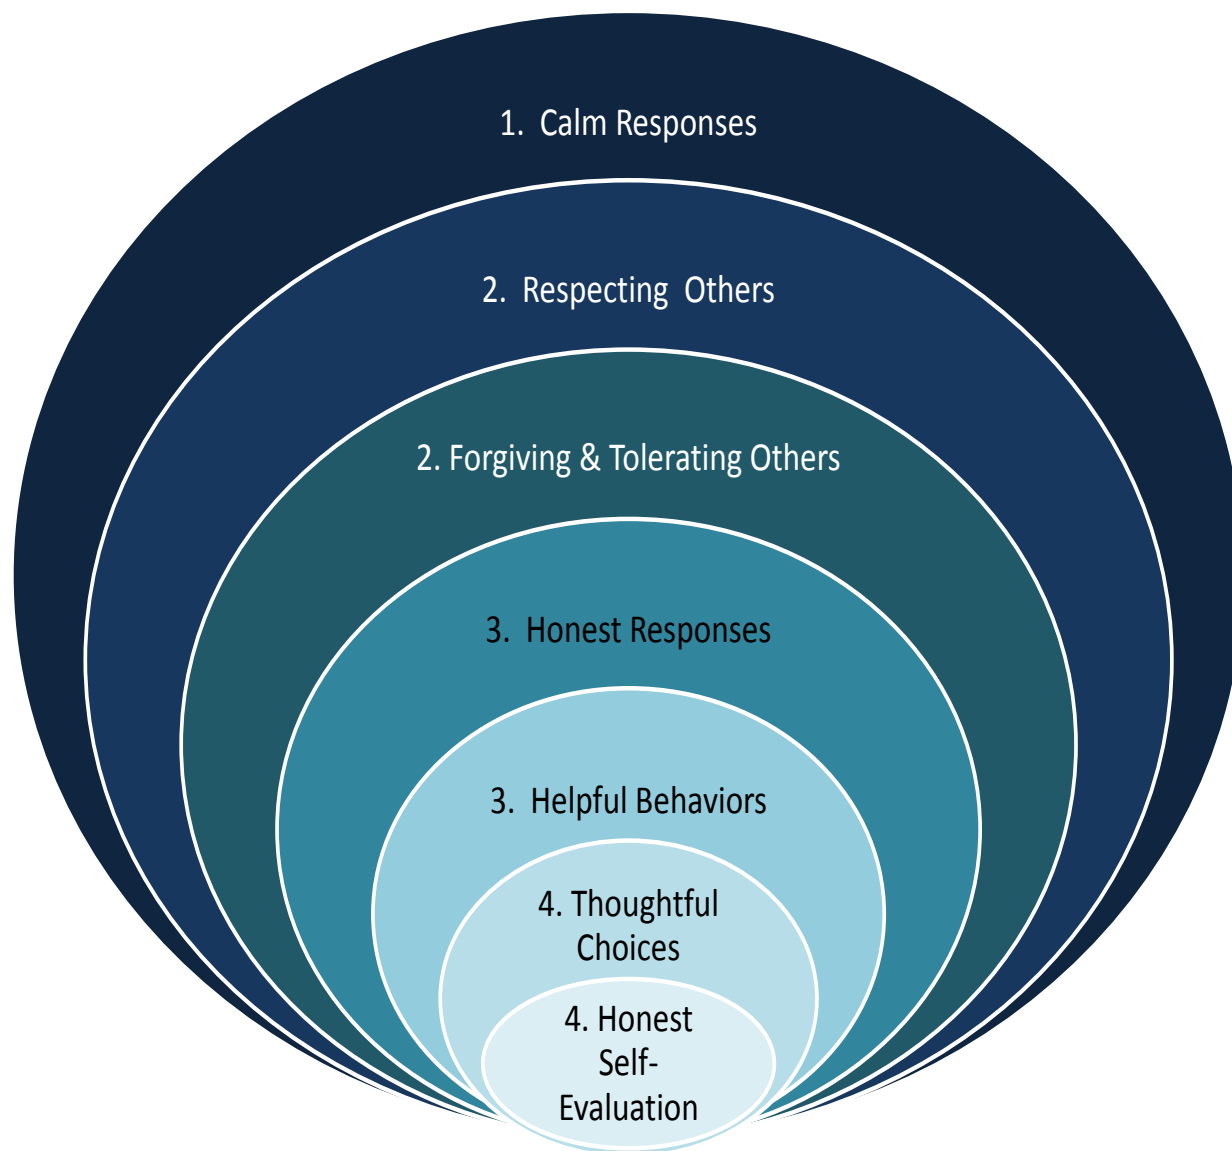 1.  Calm Responses
2.  Respecting  Others
2. Forgiving & Tolerating Others
3.  Honest Responses
3.  Helpful Behaviors
4. Thoughtful
Choices
4. Honest
Self-
Evaluation